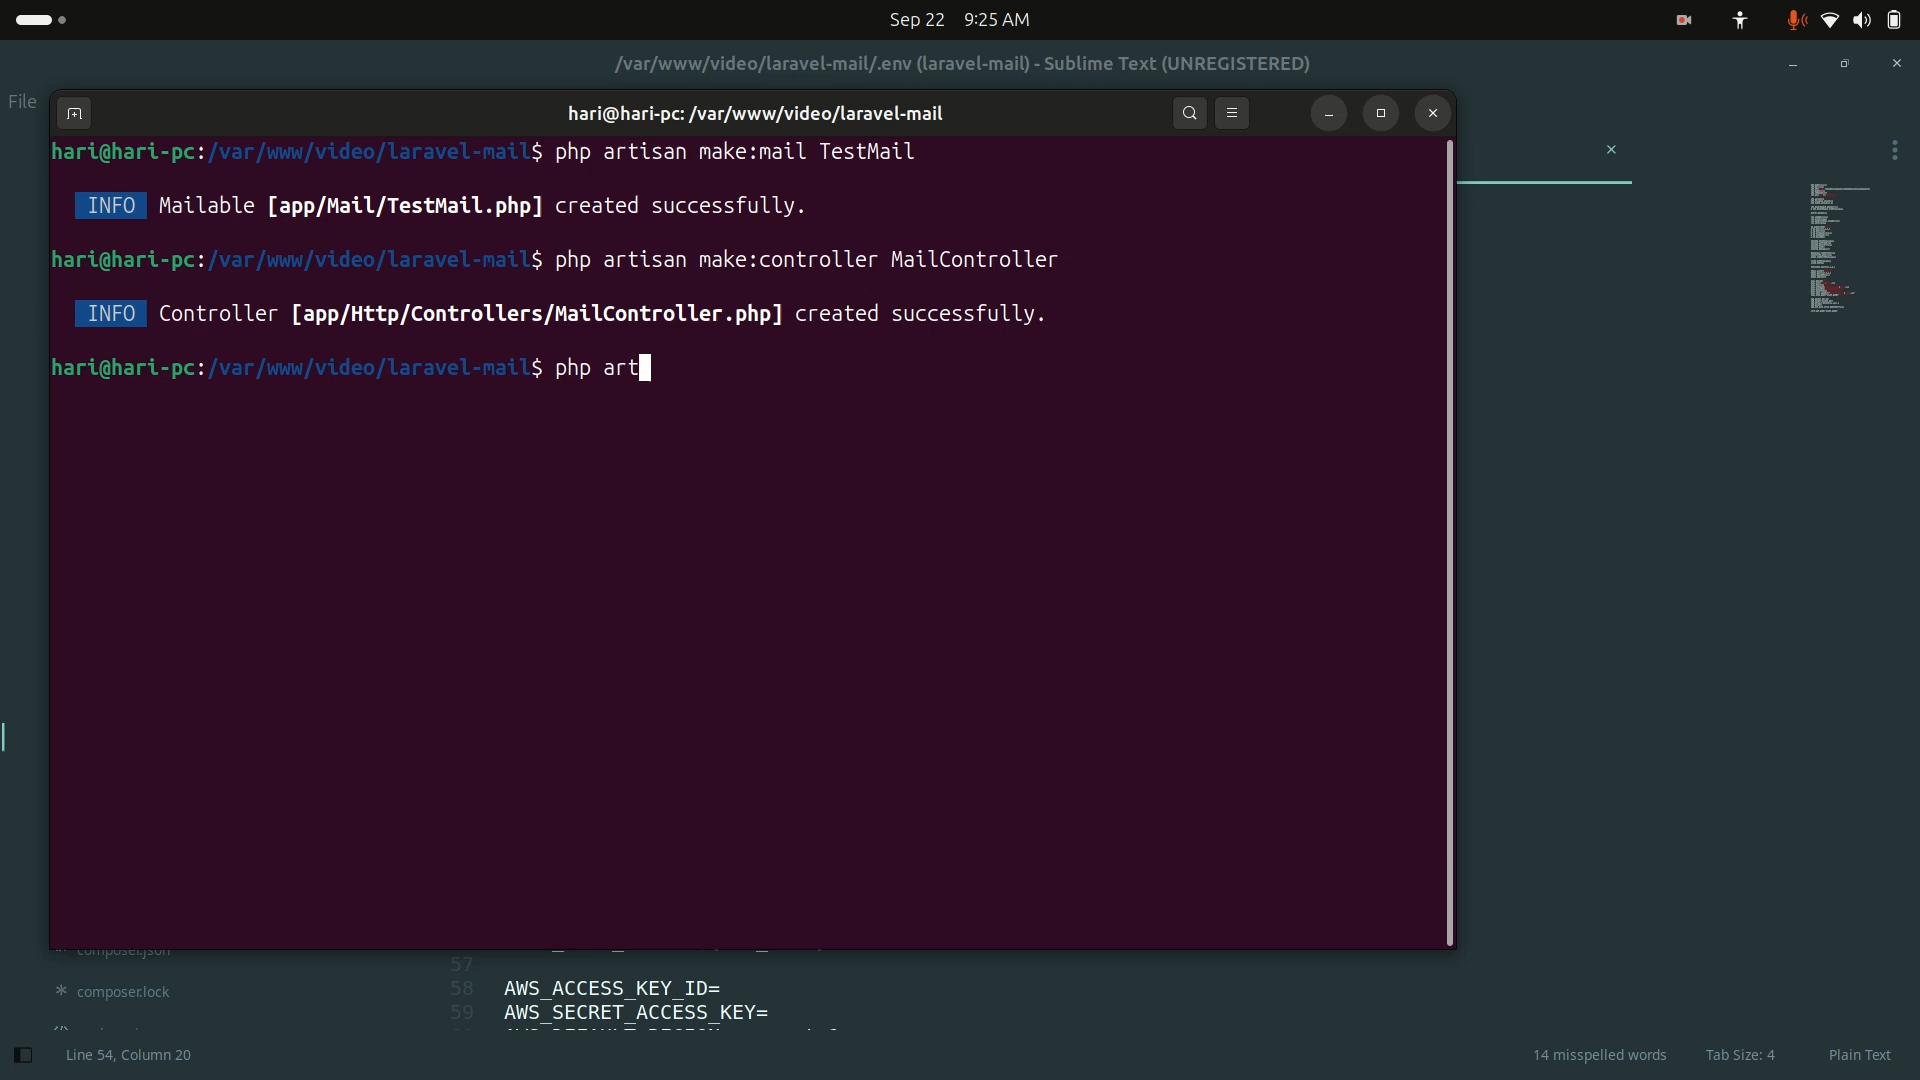 Sep 22 9:25 AM
/var/www/video/laravel-mail/.env (laravel-mail) - Sublime Text (UNREGISTERED)
File
hari@hari-pc: /var/www/video/laravel-mail
hari@hari-pc:/var/www/video/laravel-mail$ php artisan make:mail TestMail
INFO Mailable [app/Mail/TestMail.php] created successfully.
hari@hari-pc:/var/www/video/laravel-mail$ php artisan make:controller MailController
INFO Controller [app/Http/Controllers/MailController.php] created successfully.
hari@hari-pc:/var/www/video/laravel-mail$ php art
composer.json
57
* composer.lock
58 AWS_ACCESS_KEY_ID=
59 AWS_SECRET_ACCESS_KEY=
Line 54, Column 20
14 misspelled words
Tab Size: 4
Plain Text